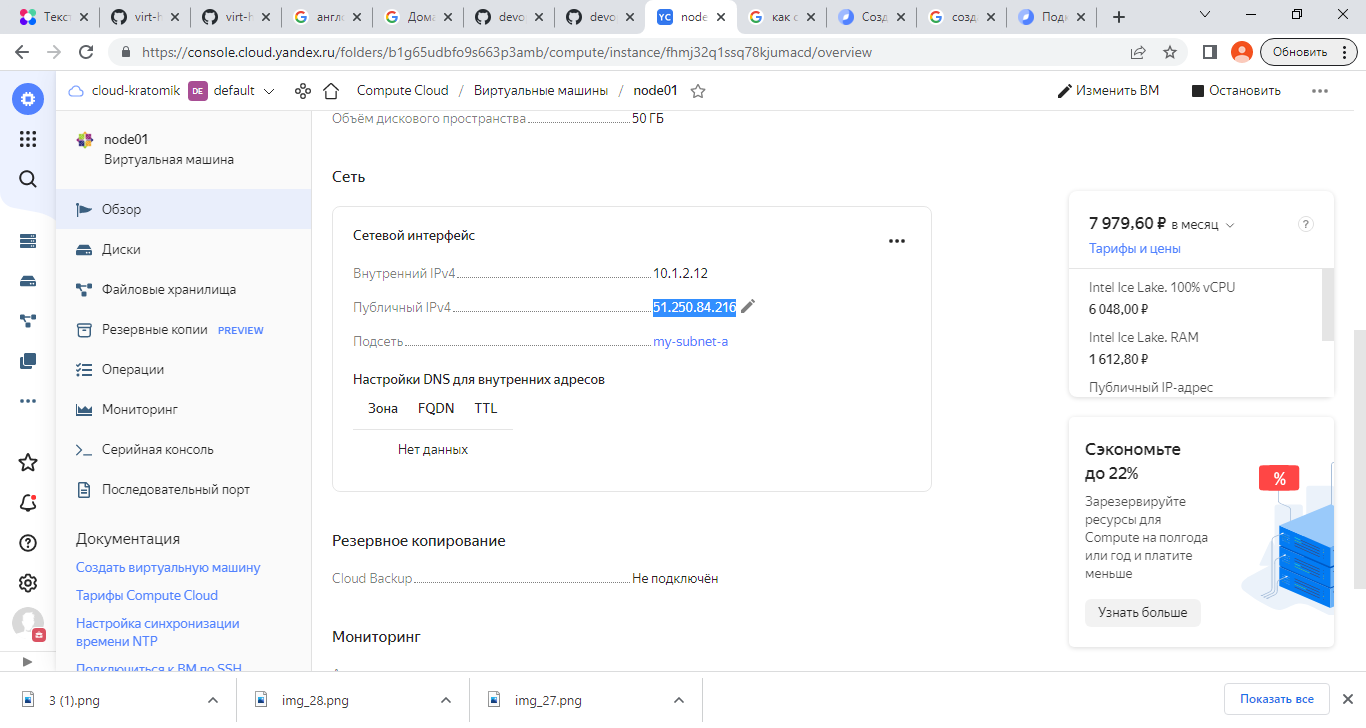 Текст
virt-h
virt-h
англс
Дома
devo
devop
YC node
как с
Созд
созд
Подк
https://console.cloud.yandex.ru/folders/b1g65udbfo9s663p3amb/compute/instance/fhmj32q1ssq78kjumacd/overview
Обновить
cloud-kratomik DE default Compute Cloud / Виртуальные машины / node01
Изменить ВМ
Остановить
node01
Виртуальная машина
Обзор
Диски
Файловые хранилища
Резервные копии PREVIEW
Операции
Мониторинг
Серийная консоль
Последовательный порт
Документация
Создать виртуальную машину
Тарифы Compute Cloud
Настройка синхронизации
времени NTP
Подключиться к ВМ по SSH
Объём дискового пространства 50 ГБ
Сеть
Сетевой интерфейс
Внутренний IPv4 10.1.2.12
Публичный IPv4 51.250.84.216
Подсеть my-subnet-a
Настройки DNS для внутренних адресов
Зона FQDN TTL
Нет данных
Резервное копирование
Cloud Backup Не подключён
Мониторинг
7 979,60 ₽ в месяц
Тарифы и цены
Intel Ice Lake. 100% vCPU
6 048,00 ₽
Intel Ice Lake. RAM
1 612,80 ₽
Публичный IP-адрес
Сэкономьте
до 22%
%
Зарезервируйте
ресурсы для
Compute на полгода
или год и платите
меньше
Узнать больше
3 (1).png
img_28.png
img_27.png
Показать все